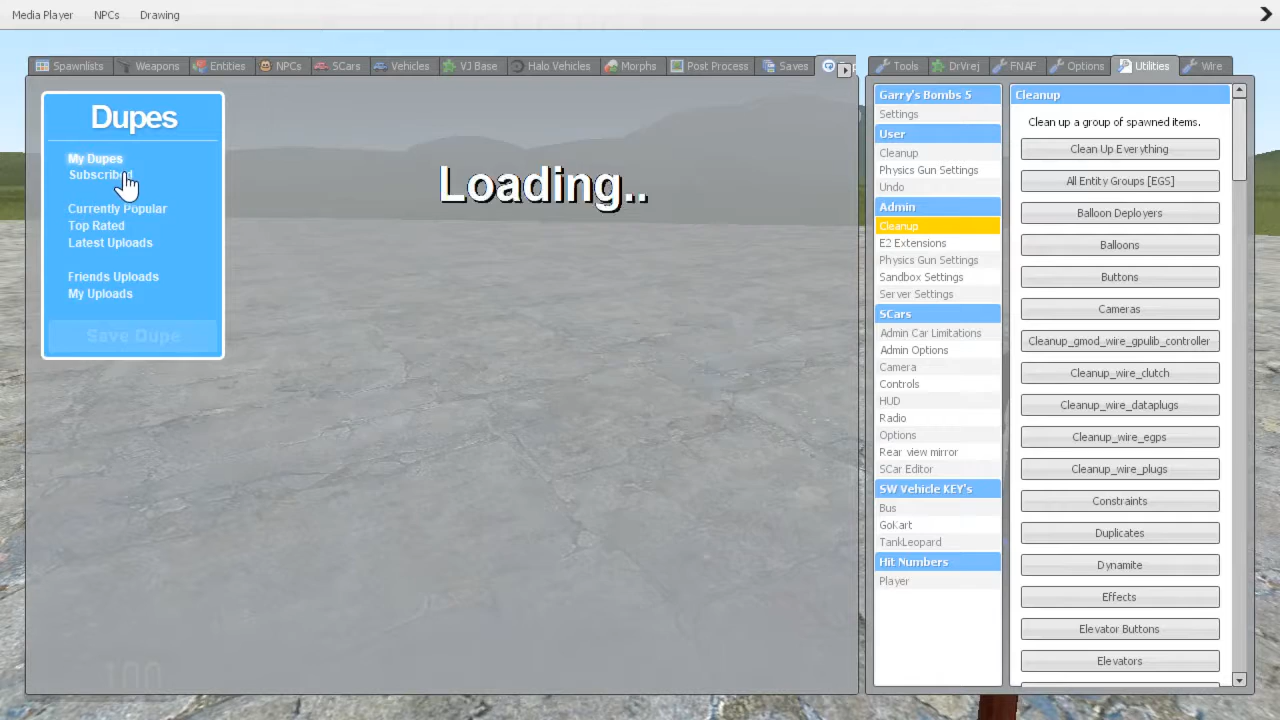 Media Player NPCs Drawing
Spawnlists Weapons Entities NPCs SCars Vehicles VJ Base Halo Vehicles Morphs Post Process Saves
Tools DrVrej FNAF Options Utilities Wire
Dupes
My Dupes
Subscribed
Currently Popular
Top Rated
Latest Uploads
Friends Uploads
My Uploads
Save Dupe
Loading..
100
Garry's Bombs 5
Settings
User
Cleanup
Physics Gun Settings
Undo
Admin
Cleanup
E2 Extensions
Physics Gun Settings
Sandbox Settings
Server Settings
SCars
Admin Car Limitations
Admin Options
Camera
Controls
HUD
Radio
Options
Rear view mirror
SCar Editor
SW Vehicle KEY's
Bus
Gokart
TankLeopard
Hit Numbers
Player
Cleanup
Clean up a group of spawned items.
Clean Up Everything
All Entity Groups [EGS]
Balloon Deployers
Balloons
Buttons
Cameras
Cleanup_gmod_wire_gpulib_controller
Cleanup_wire_clutch
Cleanup_wire_dataplugs
Cleanup_wire_egps
Cleanup_wire_plugs
Constraints
Duplicates
Dynamite
Effects
Elevator Buttons
Elevators